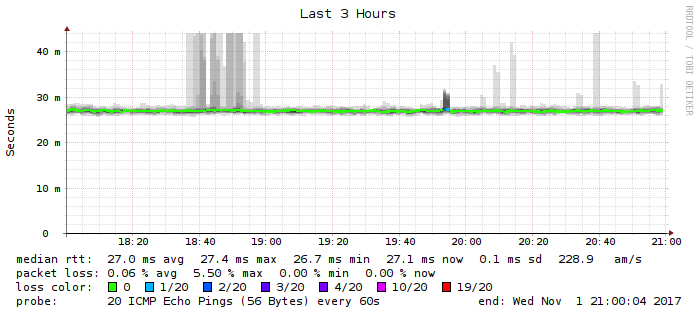 Last 3 Hours
RRDTOOL / TOBI OETIKER
Seconds
40 m
30 m
20 m
10 m
0
18:20 18:40 19:00 19:20 19:40 20:00 20:20 20:40 21:00
median rtt: 27.0 ms avg 27.4 ms max 26.7 ms min 27.1 ms now 0.1 ms sd 228.9 am/s
packet loss: 0.06 % avg 5.50 % max 0.00 % min 0.00 % now
loss color: 0 1/20 2/20 3/20 4/20 10/20 19/20
probe: 20 ICMP Echo Pings (56 Bytes) every 60s end: Wed Nov 1 21:00:04 2017